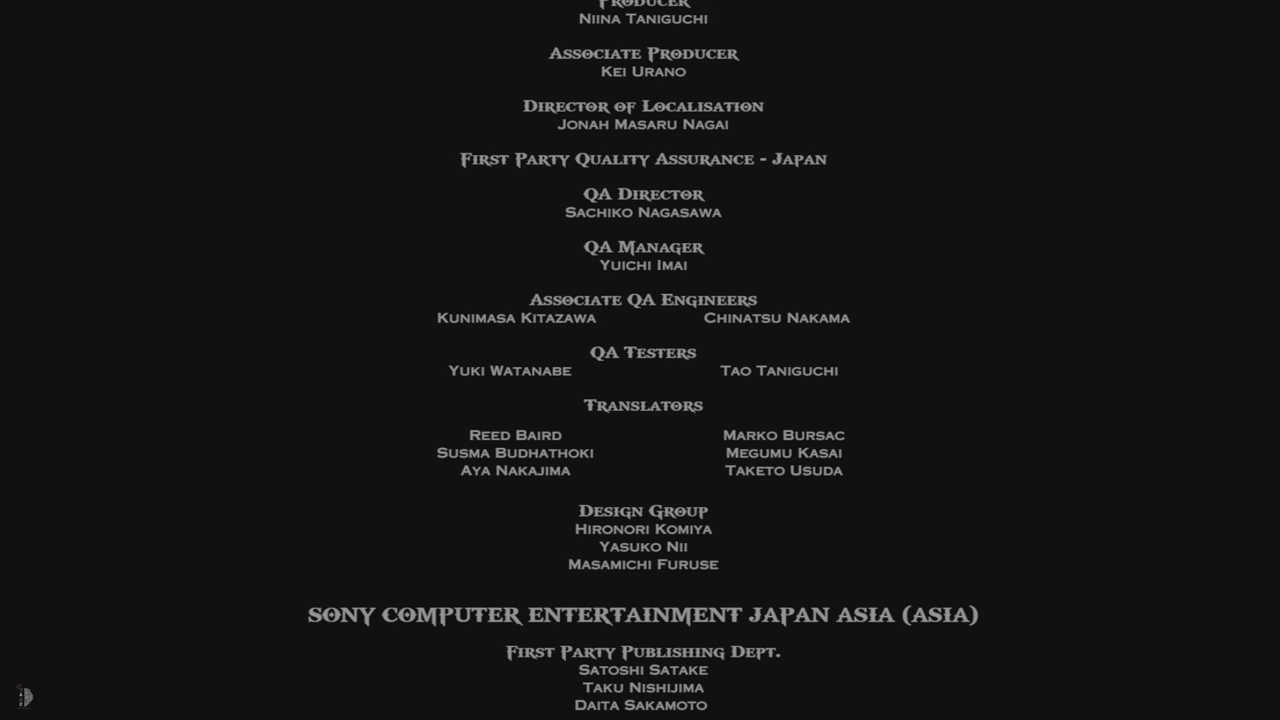 Producer
Niina Taniguchi
Associate Producer
Kei Urano
Director of Localisation
Jonah Masaru Nagai
First Party Quality Assurance - Japan
QA Director
Sachiko Nagasawa
QA Manager
Yuichi Imai
Associate QA Engineers
Kunimasa Kitazawa Chinatsu Nakama
QA Testers
Yuki Watanabe Tao Taniguchi
Translators
Reed Baird Marko Bursac
Susma Budhathoki Megumu Kasai
Aya Nakajima Taketo Usuda
Design Group
Hironori Komiya
Yasuko Nii
Masamichi Furuse
SONY COMPUTER ENTERTAINMENT JAPAN ASIA (ASIA)
First Party Publishing Dept.
Satoshi Satake
Taku Nishijima
Daita Sakamoto